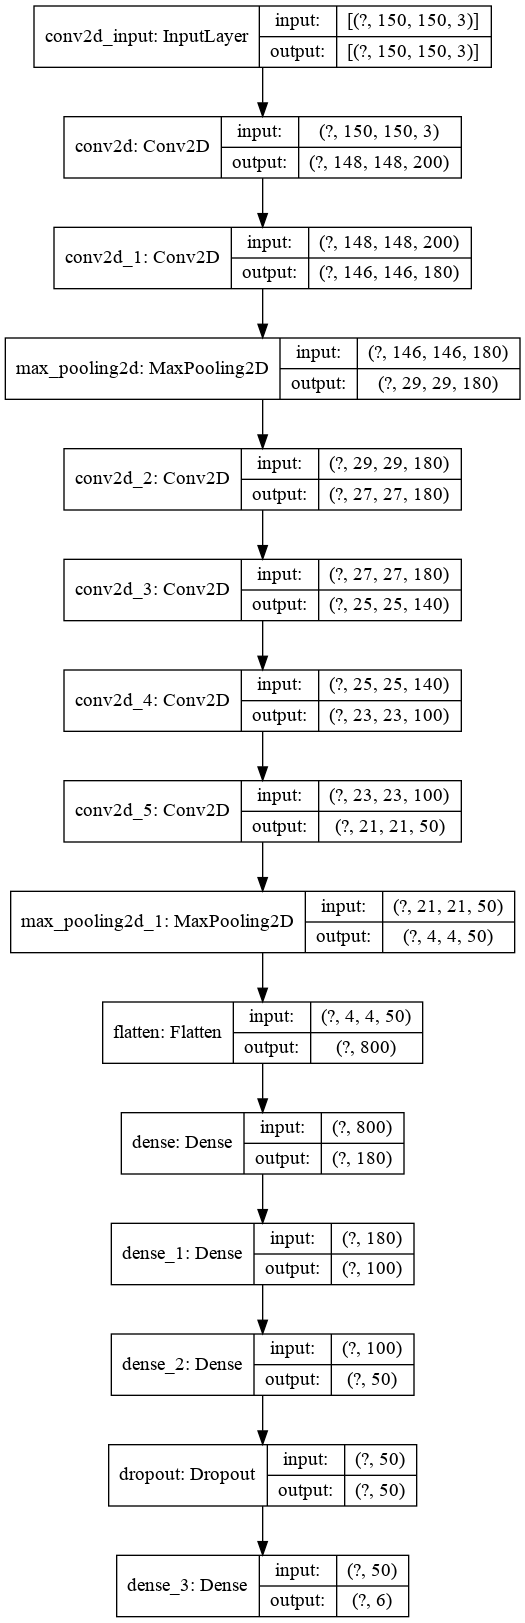 conv2d_input: InputLayer
input: [(?, 150, 150, 3)]
output: [(?, 150, 150, 3)]
conv2d: Conv2D
input: (?, 150, 150, 3)
output: (?, 148, 148, 200)
conv2d_1: Conv2D
input: (?, 148, 148, 200)
output: (?, 146, 146, 180)
max_pooling2d: MaxPooling2D
input: (?, 146, 146, 180)
output: (?, 29, 29, 180)
conv2d_2: Conv2D
input: (?, 29, 29, 180)
output: (?, 27, 27, 180)
conv2d_3: Conv2D
input: (?, 27, 27, 180)
output: (?, 25, 25, 140)
conv2d_4: Conv2D
input: (?, 25, 25, 140)
output: (?, 23, 23, 100)
conv2d_5: Conv2D
input: (?, 23, 23, 100)
output: (?, 21, 21, 50)
max_pooling2d_1: MaxPooling2D
input: (?, 21, 21, 50)
output: (?, 4, 4, 50)
flatten: Flatten
input: (?, 4, 4, 50)
output: (?, 800)
dense: Dense
input: (?, 800)
output: (?, 180)
dense_1: Dense
input: (?, 180)
output: (?, 100)
dense_2: Dense
input: (?, 100)
output: (?, 50)
dropout: Dropout
input: (?, 50)
output: (?, 50)
dense_3: Dense
input: (?, 50)
output: (?, 6)